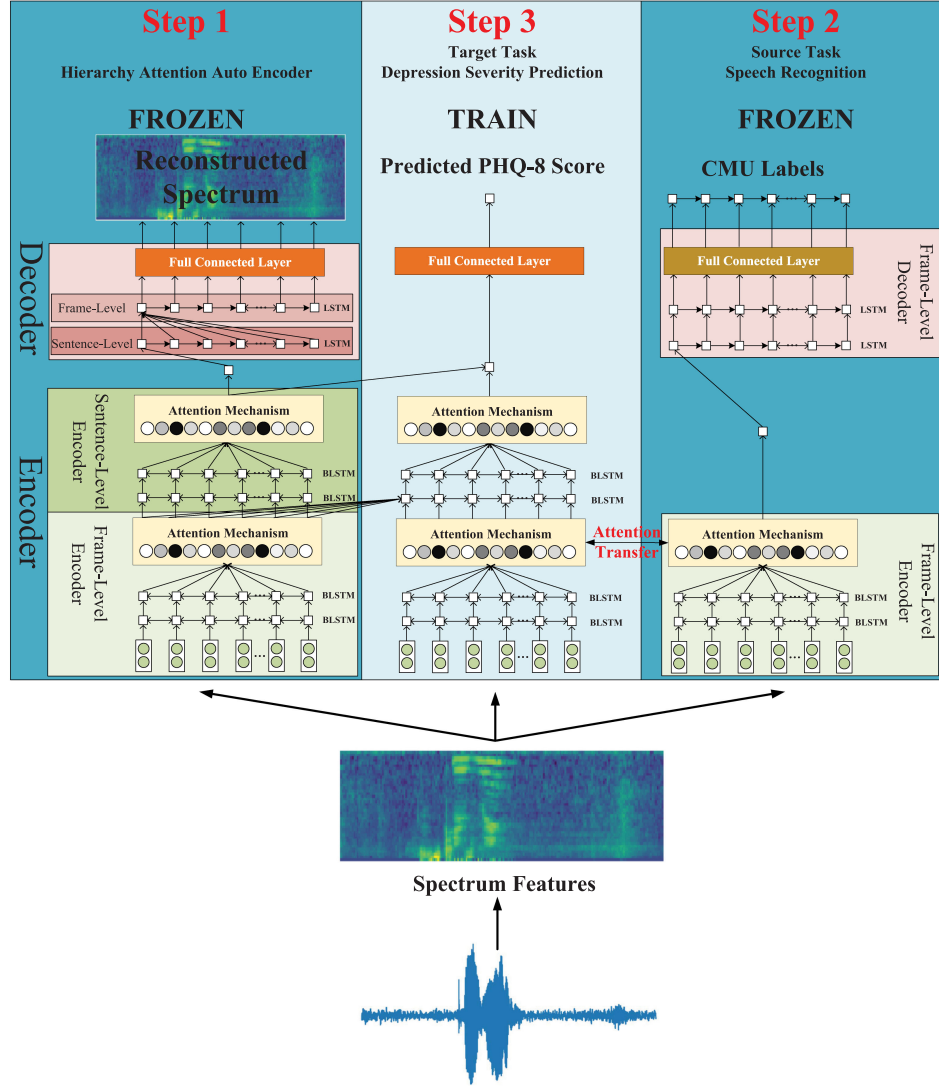 Step 1
Hierarchy Attention Auto Encoder
FROZEN
Reconstructed
Spectrum
Decoder
Full Connected Layer
Frame-Level
LSTM
Sentence-Level
LSTM
Encoder
Sentence-Level
Encoder
Attention Mechanism
BLSTM
BLSTM
Frame-Level
Encoder
Attention Mechanism
BLSTM
BLSTM
Step 3
Target Task
Depression Severity Prediction
TRAIN
Predicted PHQ-8 Score
Full Connected Layer
Attention Mechanism
BLSTM
BLSTM
Attention Mechanism
Attention
Transfer
BLSTM
BLSTM
Step 2
Source Task
Speech Recognition
FROZEN
CMU Labels
Full Connected Layer
Frame-Level
Decoder
LSTM
LSTM
Attention Mechanism
Frame-Level
Encoder
BLSTM
BLSTM
Spectrum Features